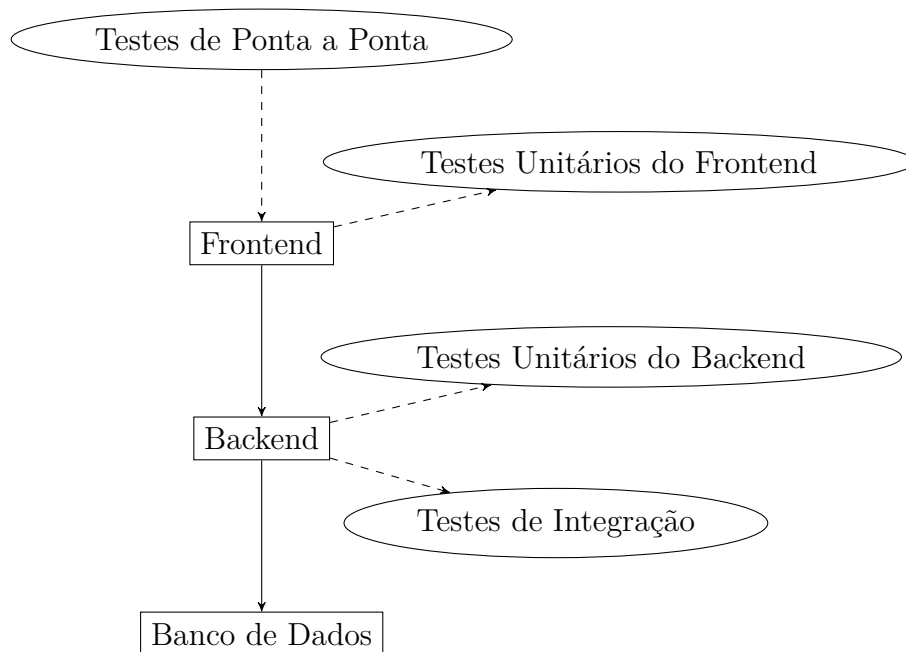 Testes de Ponta a Ponta
Testes Unitários do Frontend
Frontend
Testes Unitários do Backend
Backend
Testes de Integração
Banco de Dados